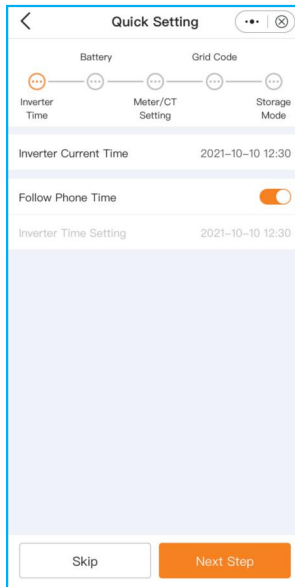 Quick Setting
Battery Grid Code
Inverter Time Meter/CT Setting Storage Mode
Inverter Current Time 2021-10-10 12:30
Follow Phone Time
Inverter Time Setting 2021-10-10 12:30
Skip Next Step